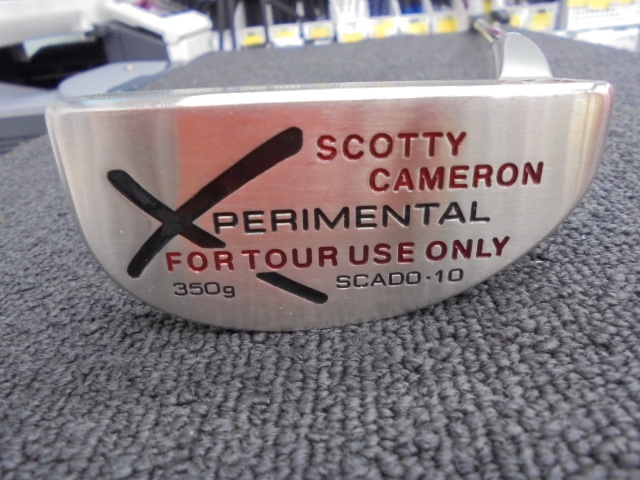 SCOTTY
CAMERON
XPERIMENTAL
FOR TOUR USE ONLY
350g
SCADO·10